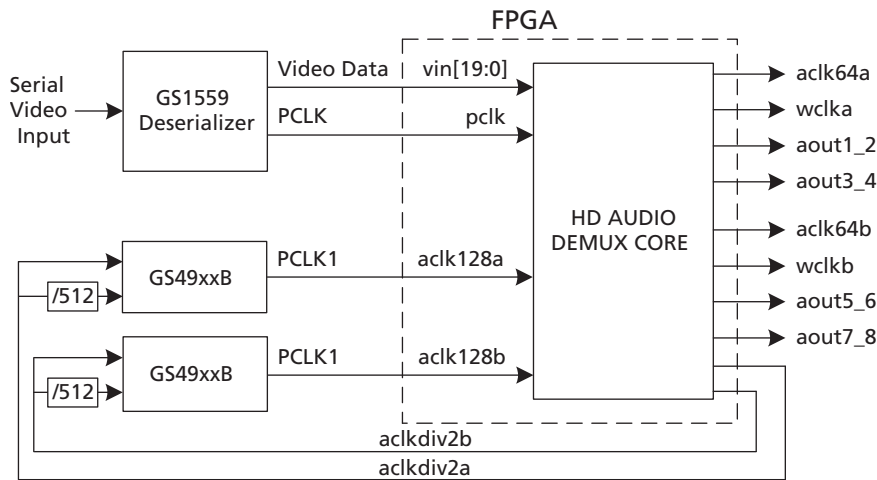 FPGA
Serial
Video
Input
GS1559
Deserializer
Video Data
vin[19:0]
PCLK
pclk
HD AUDIO
DEMUX CORE
aclk64a
wclka
aout1_2
aout3_4
aclk64b
wclkb
aout5_6
aout7_8
/512
GS49xxB
PCLK1
aclk128a
/512
GS49xxB
PCLK1
aclk128b
aclkdiv2b
aclkdiv2a